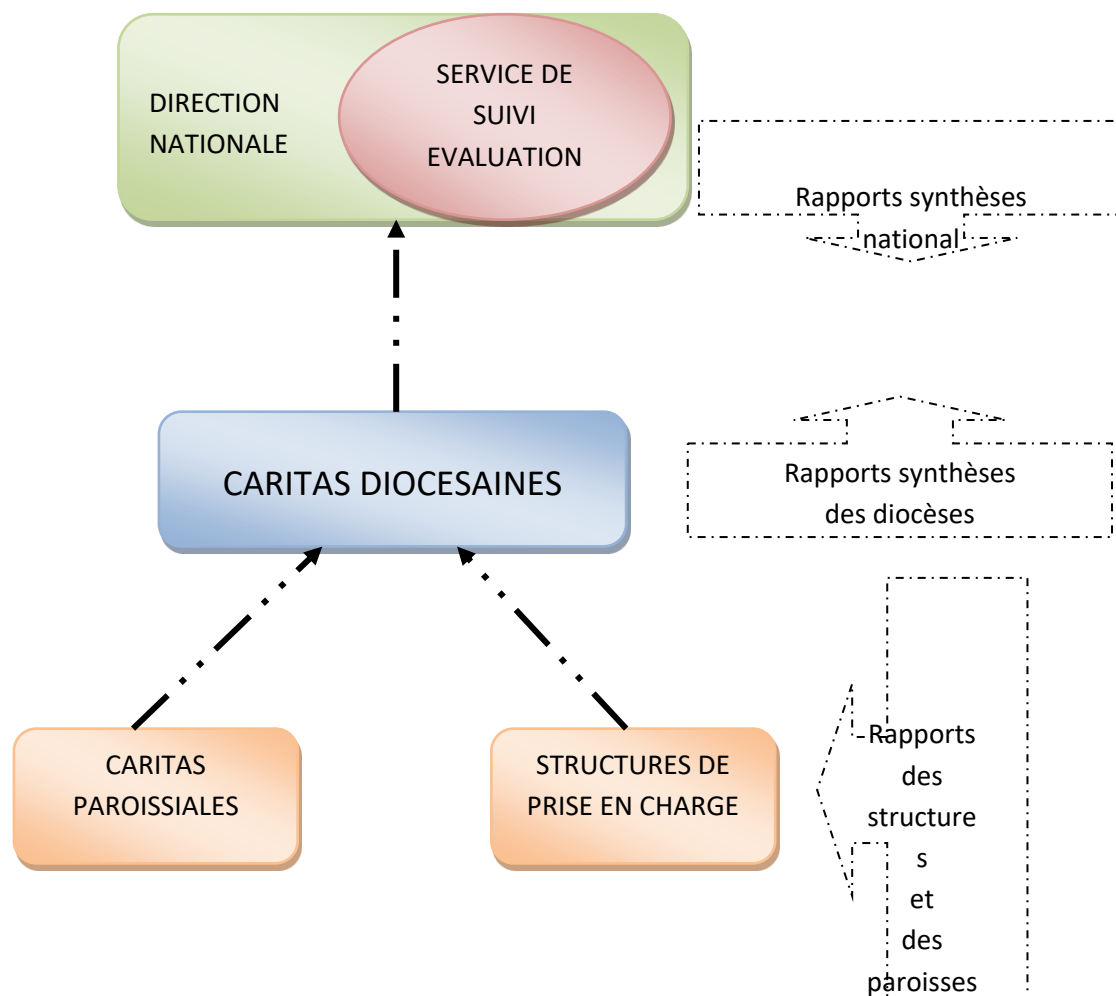 DIRECTION
NATIONALE
SERVICE DE
SUIVI
EVALUATION
Rapports synthèses
national
CARITAS DIOCESAINES
Rapports synthèses
des diocèses
CARITAS
PAROISSIALES
STRUCTURES DE
PRISE EN CHARGE
Rapports
des
structure
s
et
des
paroisses